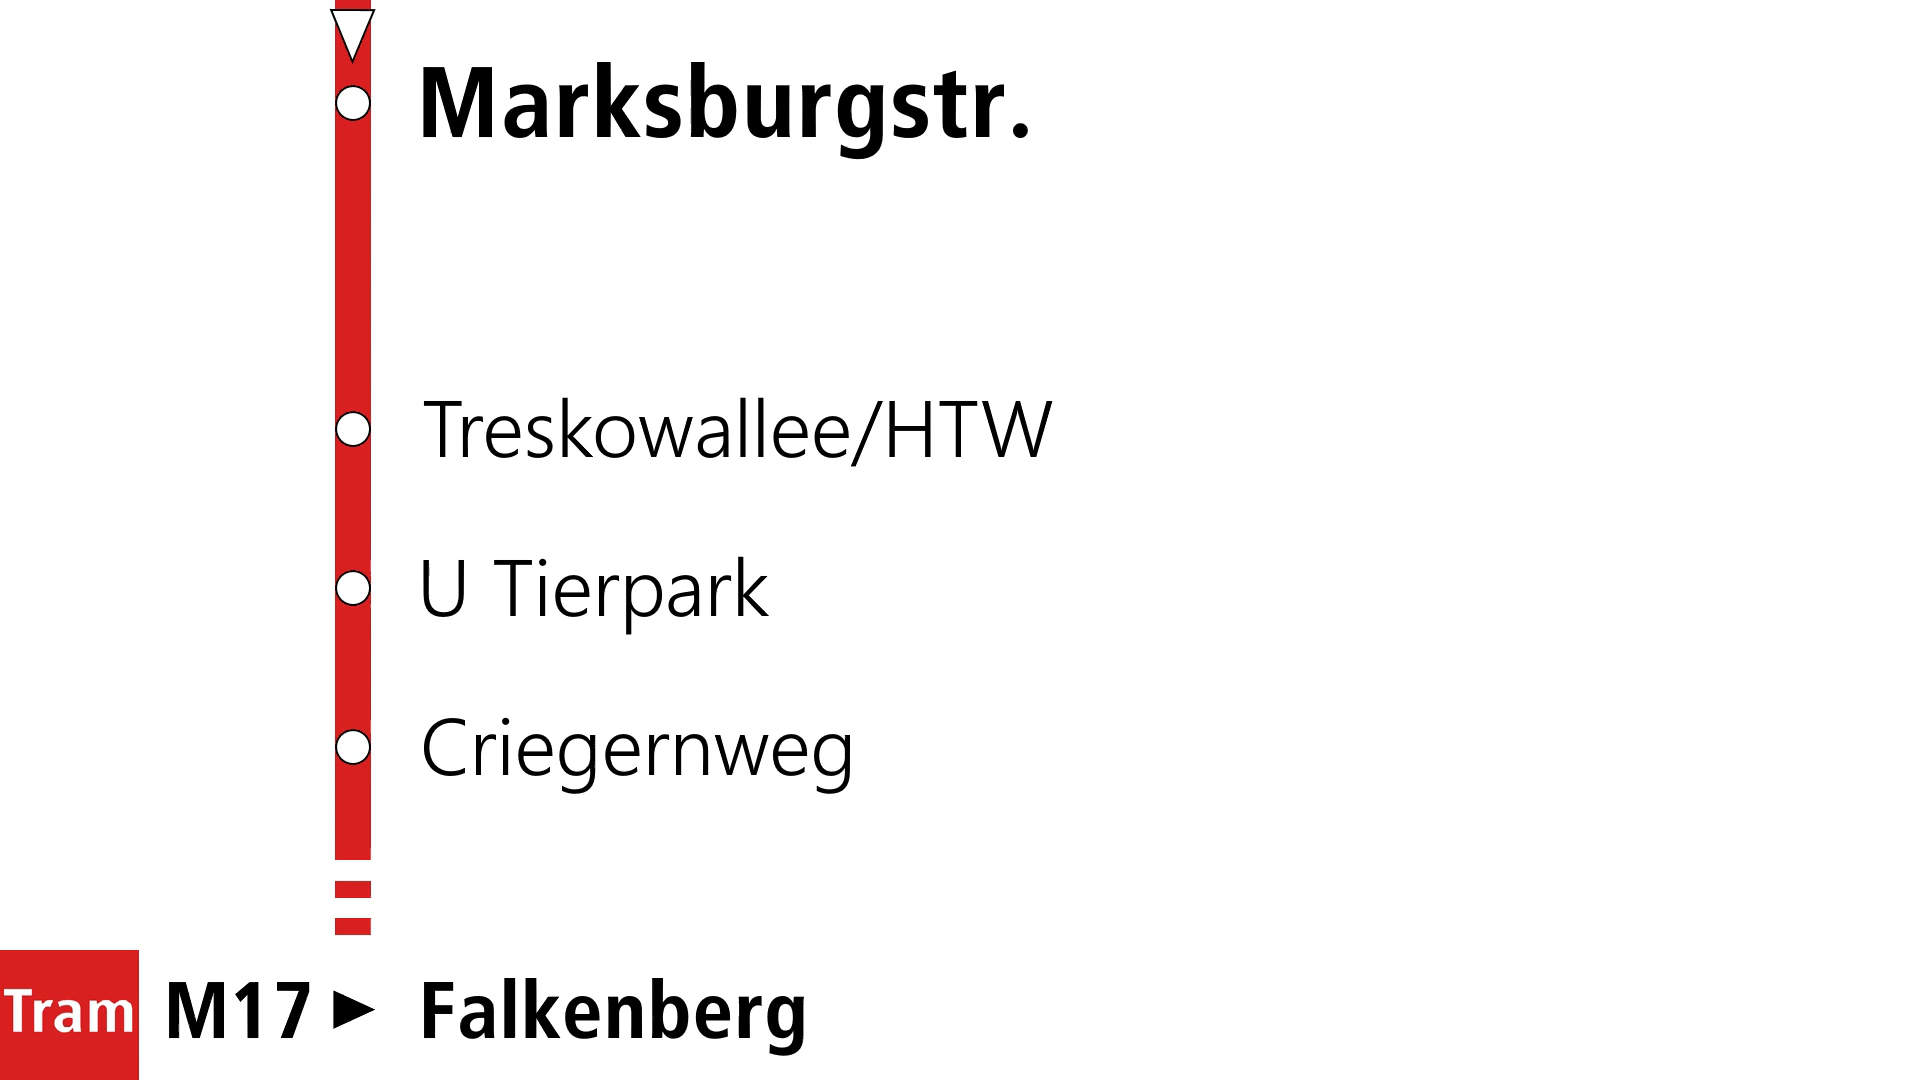 Marksburgstr.
Treskowallee/HTW
U Tierpark
Criegernweg
Tram M17 ► Falkenberg